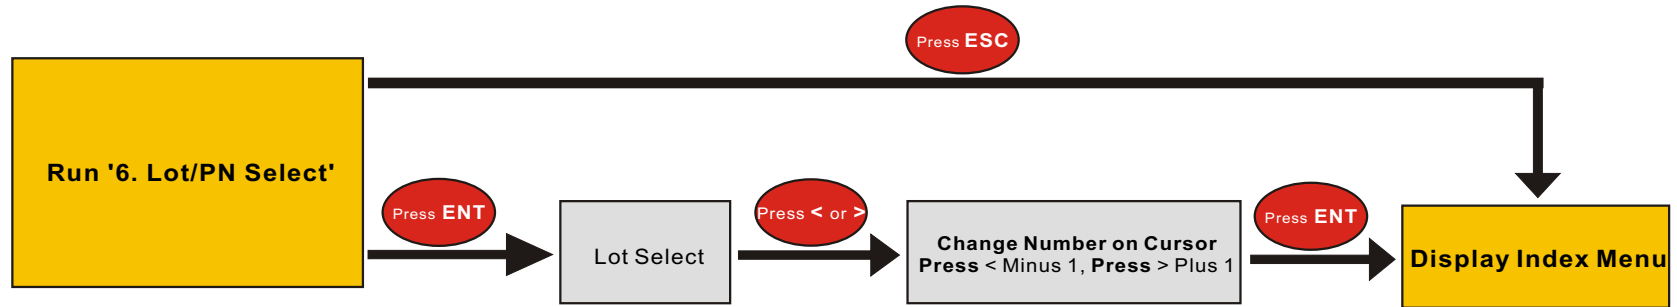 Press ESC
Run '6. Lot/PN Select'
Press ENT
Lot Select
Press < or >
Change Number on Cursor
Press < Minus 1, Press > Plus 1
Press ENT
Display Index Menu